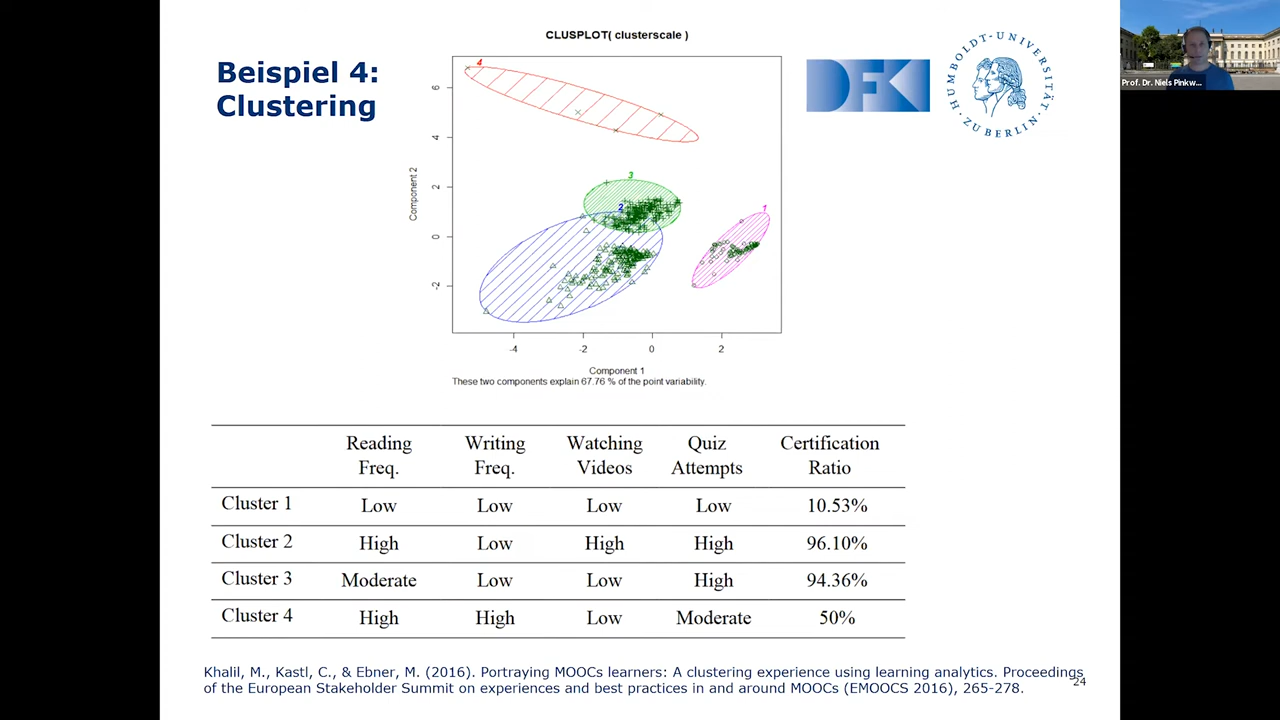 CLUSPLOT( clusterscale )
Beispiel 4:
Clustering
DFKI
HUMBOLDT-UNIVERSITÄT
ZU BERLIN
Prof. Dr. Niels Pinkw...
4
3
2
1
Component 2
6
4
2
0
-2
-4
-2
0
2
Component 1
These two components explain 67.76 % of the point variability.
Reading Writing Watching Quiz Certification
Freq. Freq. Videos Attempts Ratio
Cluster 1 Low Low Low Low 10.53%
Cluster 2 High Low High High 96.10%
Cluster 3 Moderate Low Low High 94.36%
Cluster 4 High High Low Moderate 50%
Khalil, M., Kastl, C., & Ebner, M. (2016). Portraying MOOCs learners: A clustering experience using learning analytics. Proceedings
of the European Stakeholder Summit on experiences and best practices in and around MOOCs (EMOOCS 2016), 265-278.
24